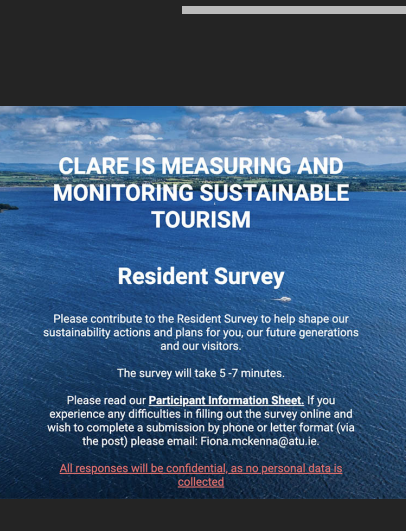 CLARE IS MEASURING AND
MONITORING SUSTAINABLE
TOURISM
Resident Survey
Please contribute to the Resident Survey to help shape our
sustainability actions and plans for you, our future generations
and our visitors.
The survey will take 5 -7 minutes.
Please read our Participant Information Sheet. If you
experience any difficulties in filling out the survey online and
wish to complete a submission by phone or letter format (via
the post) please email: Fiona.mckenna@atu.ie.
All responses will be confidential, as no personal data is
collected